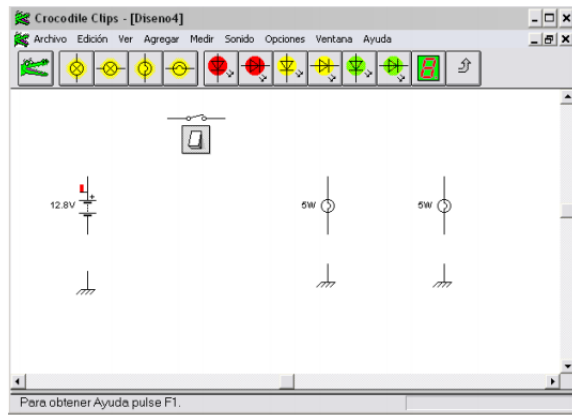 Crocodile Clips - [Diseno4]
Archivo Edición Ver Agregar Medir Sonido Opciones Ventana Ayuda
12.8V
+
5W
5W
Para obtener Ayuda pulse F1.